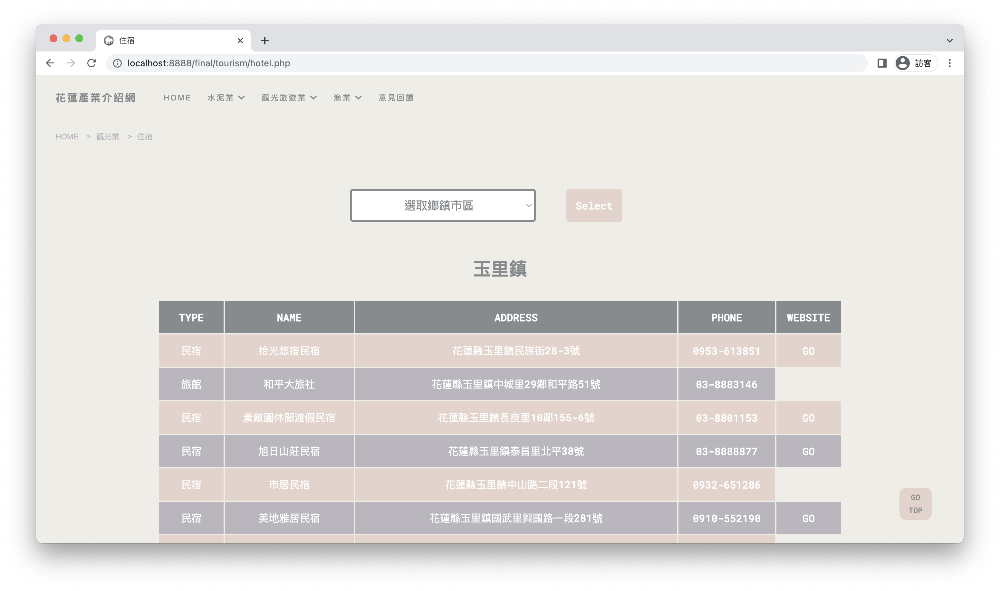 住宿
localhost:8888/final/tourism/hotel.php
訪客
花蓮產業介紹網 HOME 水泥業 觀光旅遊業 漁業 意見回饋
HOME > 觀光業 > 住宿
選取鄉鎮市區 Select
玉里鎮
TYPE NAME ADDRESS PHONE WEBSITE
民宿 拾光悠宿民宿 花蓮縣玉里鎮民族街28-3號 0953-613851 GO
旅館 和平大旅社 花蓮縣玉里鎮中城里29鄰和平路51號 03-8883146
民宿 素敵園休閒渡假民宿 花蓮縣玉里鎮長良里10鄰155-6號 03-8801153 GO
民宿 旭日山莊民宿 花蓮縣玉里鎮泰昌里北平38號 03-8888877 GO
民宿 市居民宿 花蓮縣玉里鎮中山路二段121號 0932-651286
民宿 美地雅居民宿 花蓮縣玉里鎮國武里興國路一段281號 0910-552190 GO
GO
TOP